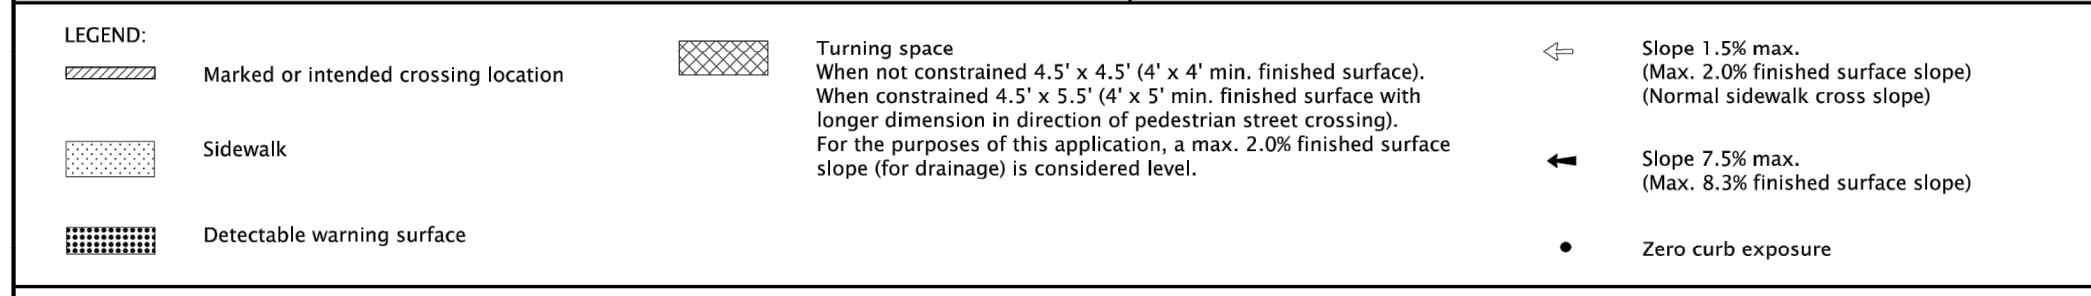 LEGEND:
Marked or intended crossing location
Sidewalk
Detectable warning surface
Turning space
When not constrained 4.5' x 4.5' (4' x 4' min. finished surface).
When constrained 4.5' x 5.5' (4' x 5' min. finished surface with
longer dimension in direction of pedestrian street crossing).
For the purposes of this application, a max. 2.0% finished surface
slope (for drainage) is considered level.
Slope 1.5% max.
(Max. 2.0% finished surface slope)
(Normal sidewalk cross slope)
Slope 7.5% max.
(Max. 8.3% finished surface slope)
Zero curb exposure